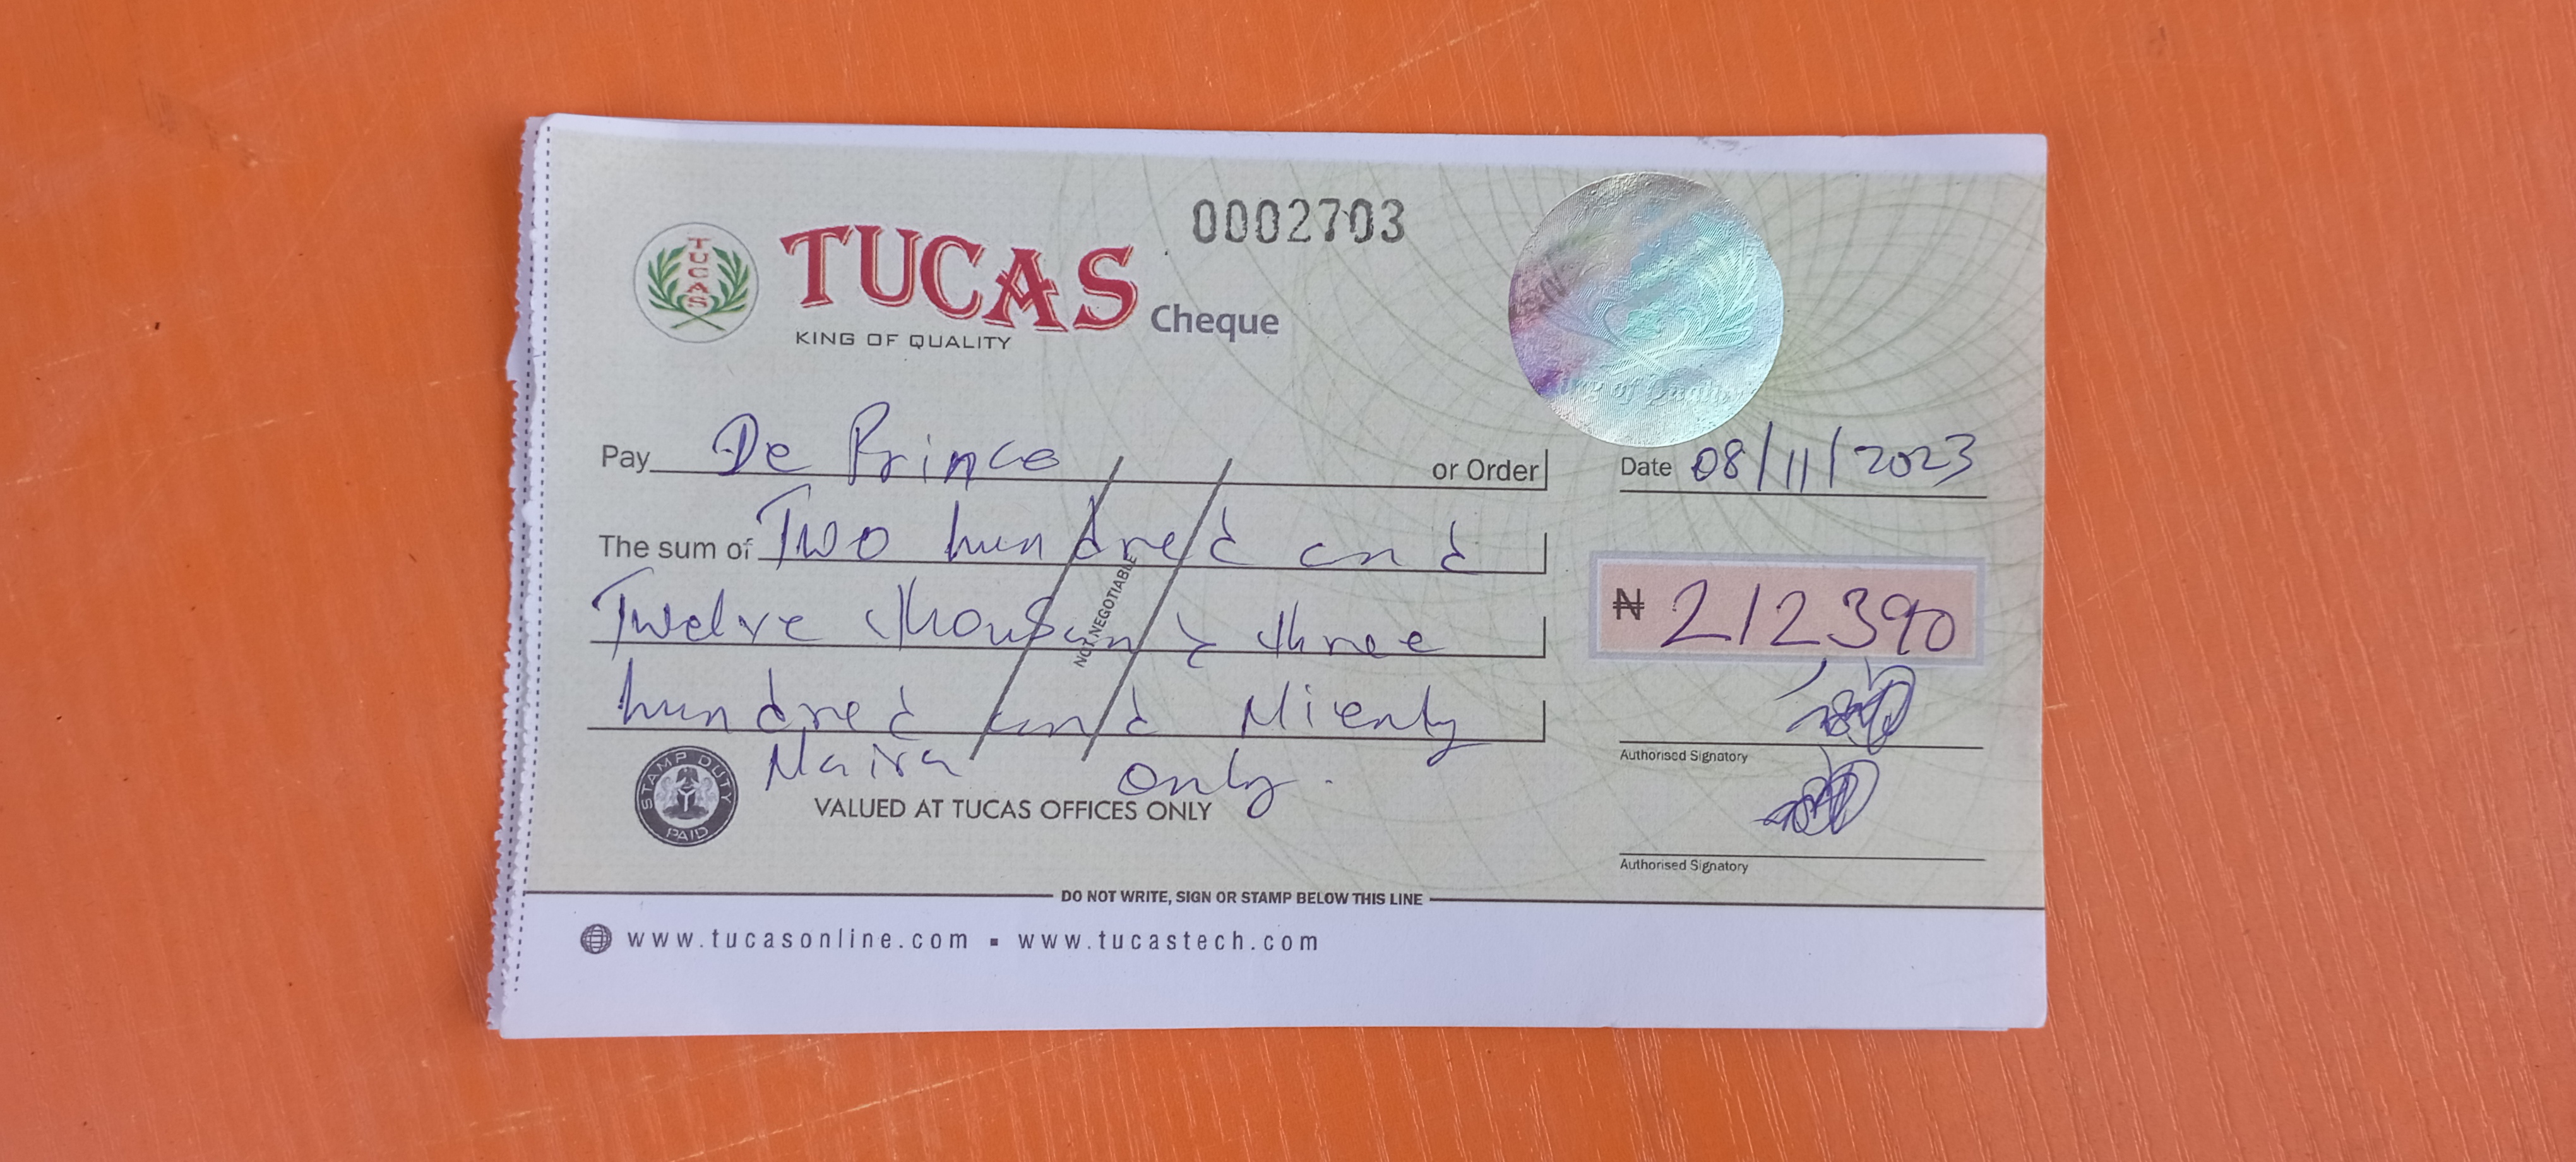 0002703
TUCAS
TUCAS Cheque
KING OF QUALITY
Pay De Prince or Order
Date 08/11/2023
The sum of Two hundred and
Twelve thousand three
₦ 212390
hundred and Nienty
Naira only.
NOT NEGOTIABLE
STAMP DUTY PAID
VALUED AT TUCAS OFFICES ONLY
Authorised Signatory
Authorised Signatory
DO NOT WRITE, SIGN OR STAMP BELOW THIS LINE
www.tucasonline.com ▪ www.tucastech.com